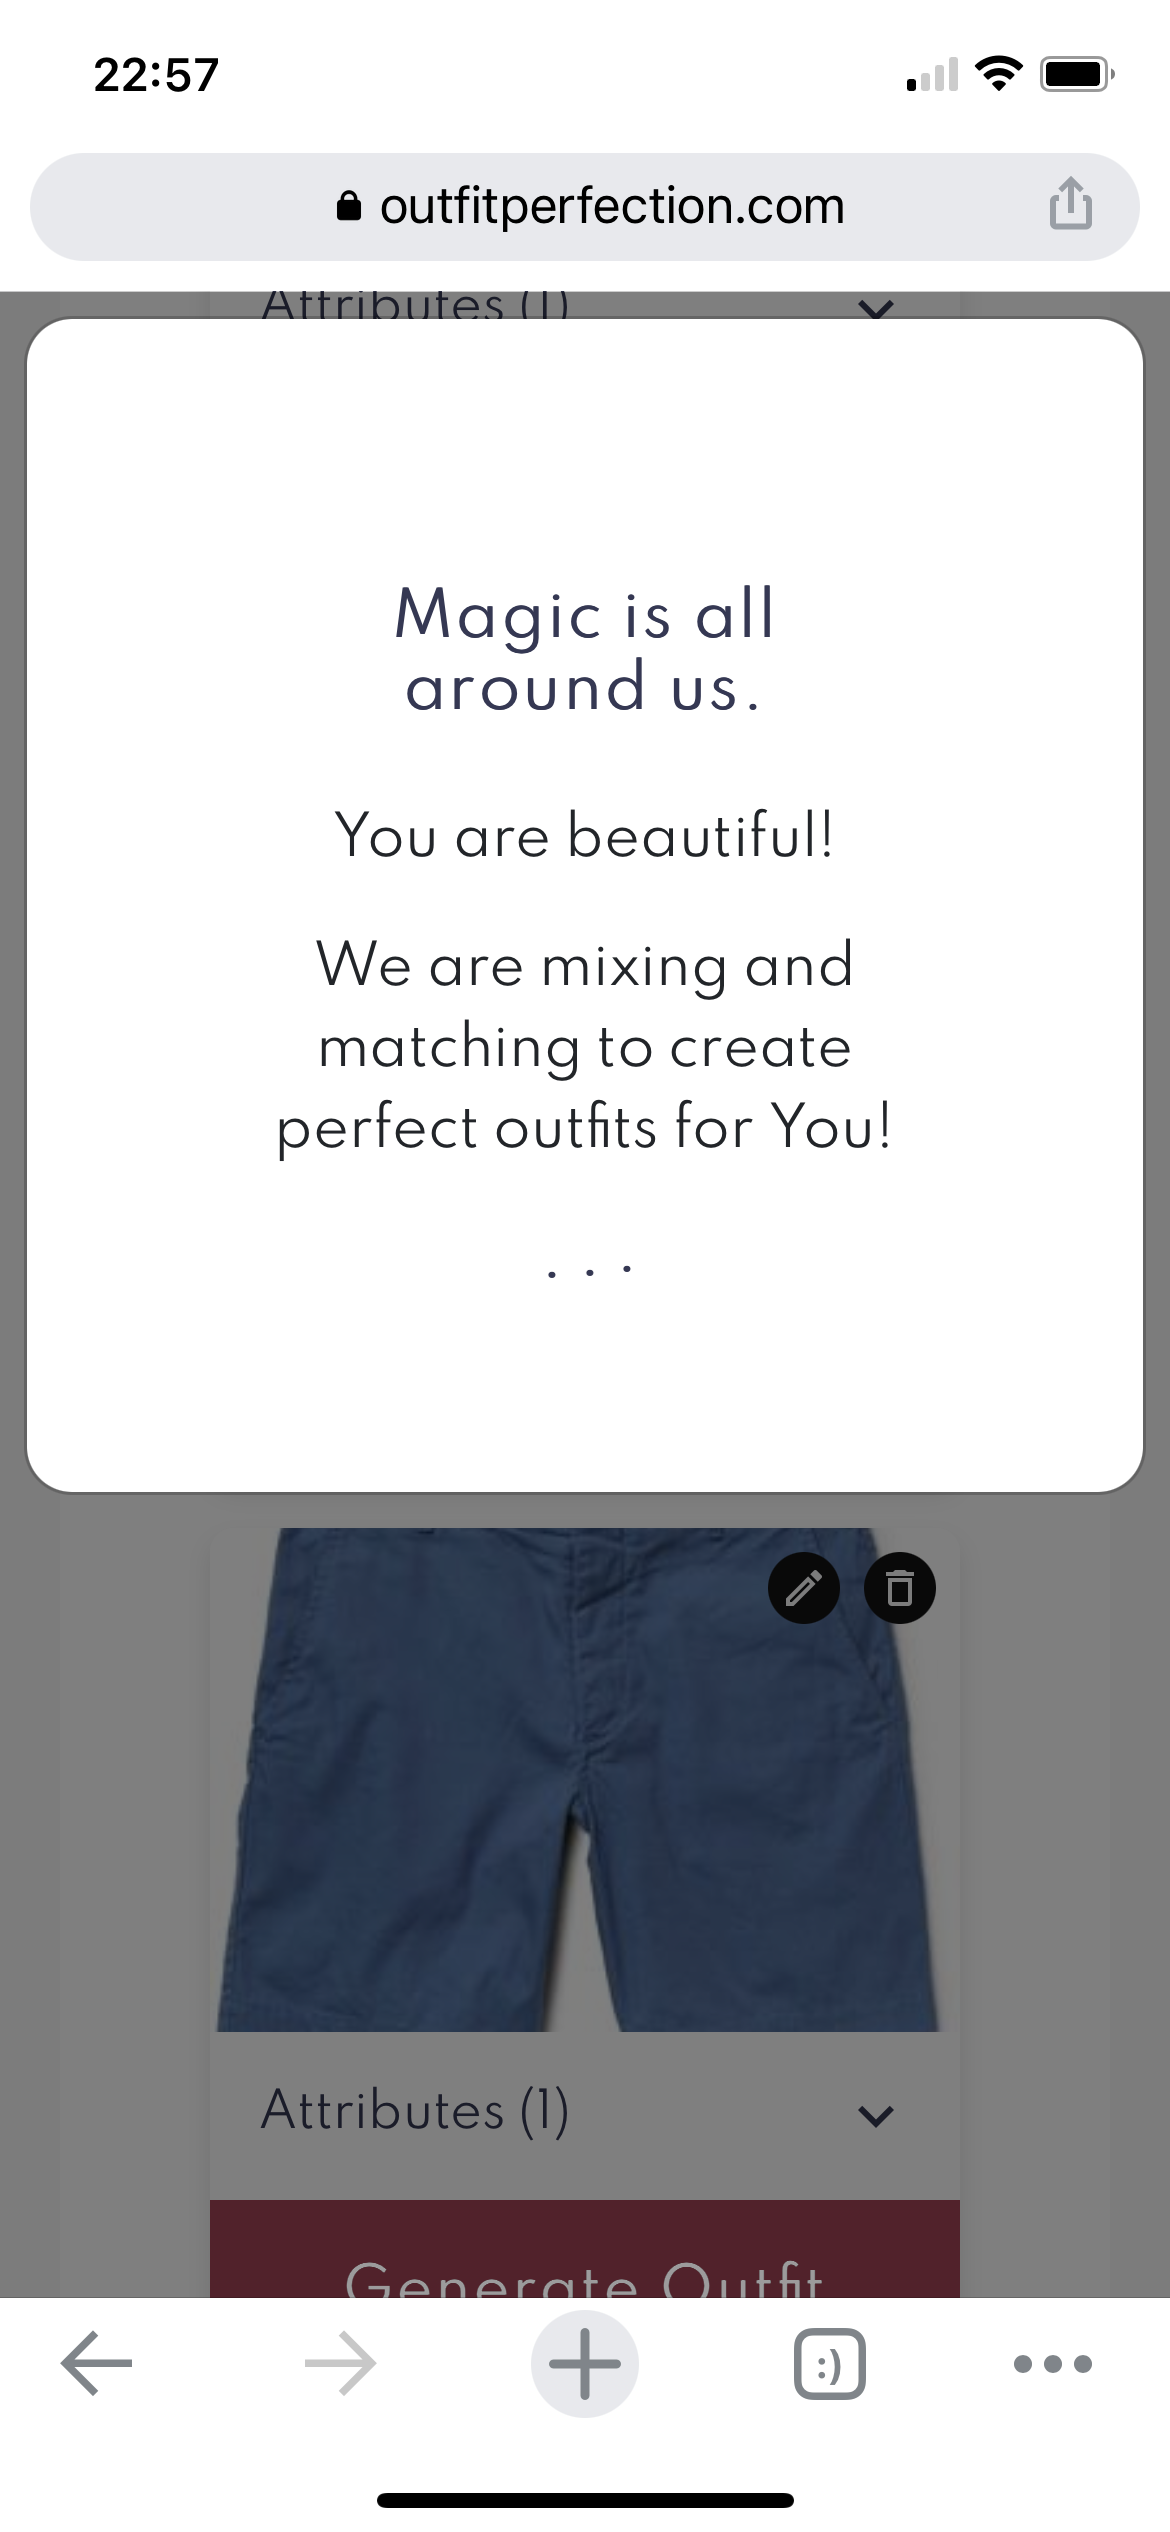 22:57
outfitperfection.com
Attributes (1)
Magic is all
around us.
You are beautiful!
We are mixing and
matching to create
perfect outfits for You!
. . .
Attributes (1)
Generate Outfit
:)